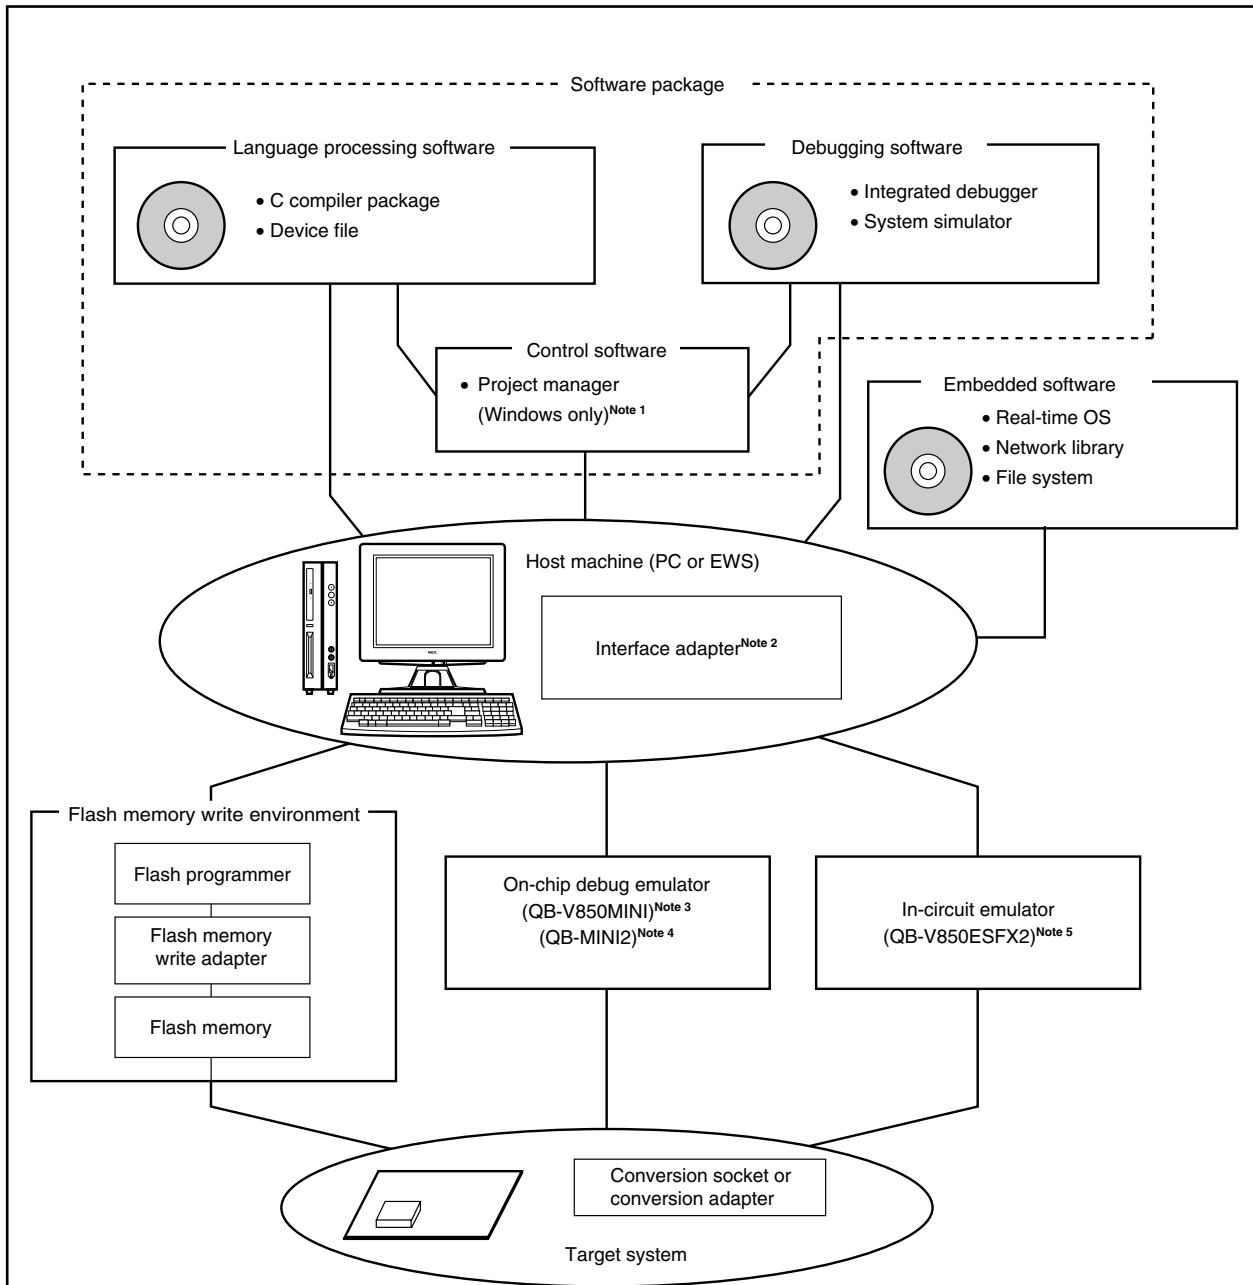 Software package
Language processing software
• C compiler package
• Device file
Debugging software
• Integrated debugger
• System simulator
Control software
• Project manager
(Windows only)Note 1
Embedded software
• Real-time OS
• Network library
• File system
Host machine (PC or EWS)
Interface adapterNote 2
NEC
Flash memory write environment
Flash programmer
Flash memory
write adapter
Flash memory
On-chip debug emulator
(QB-V850MINI)Note 3
(QB-MINI2)Note 4
In-circuit emulator
(QB-V850ESFX2)Note 5
Conversion socket or
conversion adapter
Target system